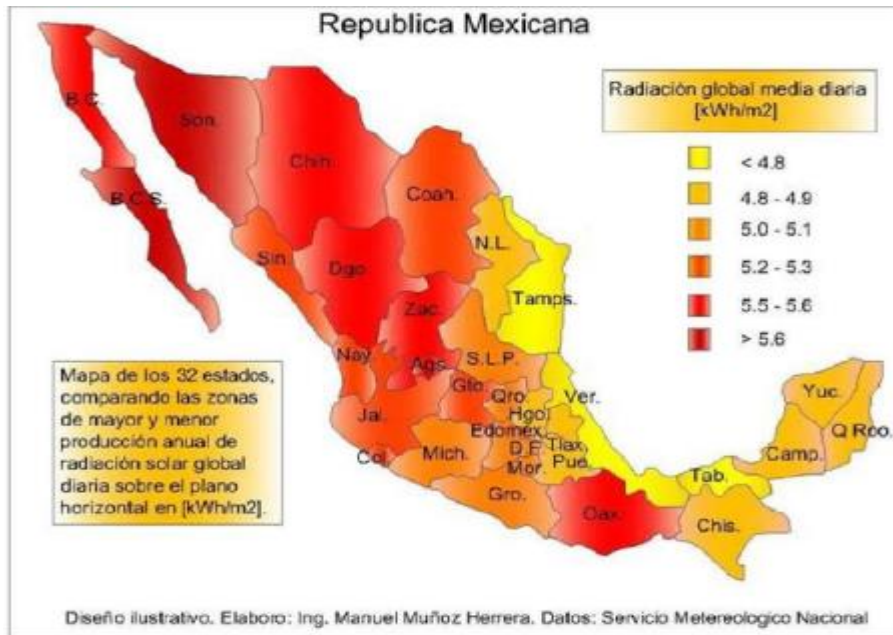 Republica Mexicana
Radiación global media diaria
[kWh/m2]
< 4.8
4.8 - 4.9
5.0 - 5.1
5.2 - 5.3
5.5 - 5.6
> 5.6
B.C.
Son.
Chih.
B.C.S.
Coah.
Sin.
Dgo.
N.L.
Tamps.
Zac.
Nay.
Ags.
S.L.P.
Gto.
Qro.
Hgo.
Ver.
Yuc.
Jal.
Edomex.
Tlax.
Q Roo.
Col.
Mich.
D.F.
Pue.
Camp.
Mor.
Tab.
Gro.
Oax.
Chis.
Mapa de los 32 estados,
comparando las zonas
de mayor y menor
producción anual de
radiación solar global
diaria sobre el plano
horizontal en [kWh/m2].
Diseño ilustrativo. Elaboro: Ing. Manuel Muñoz Herrera. Datos: Servicio Metereologico Nacional